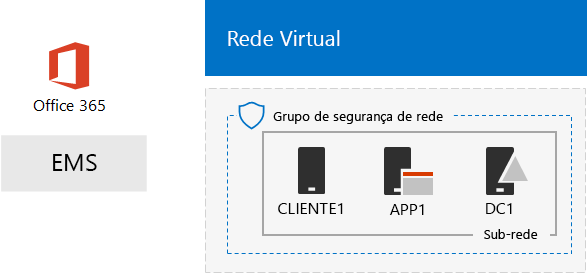 Rede Virtual
Office 365
EMS
Grupo de segurança de rede
CLIENTE1
APP1
DC1
Sub-rede